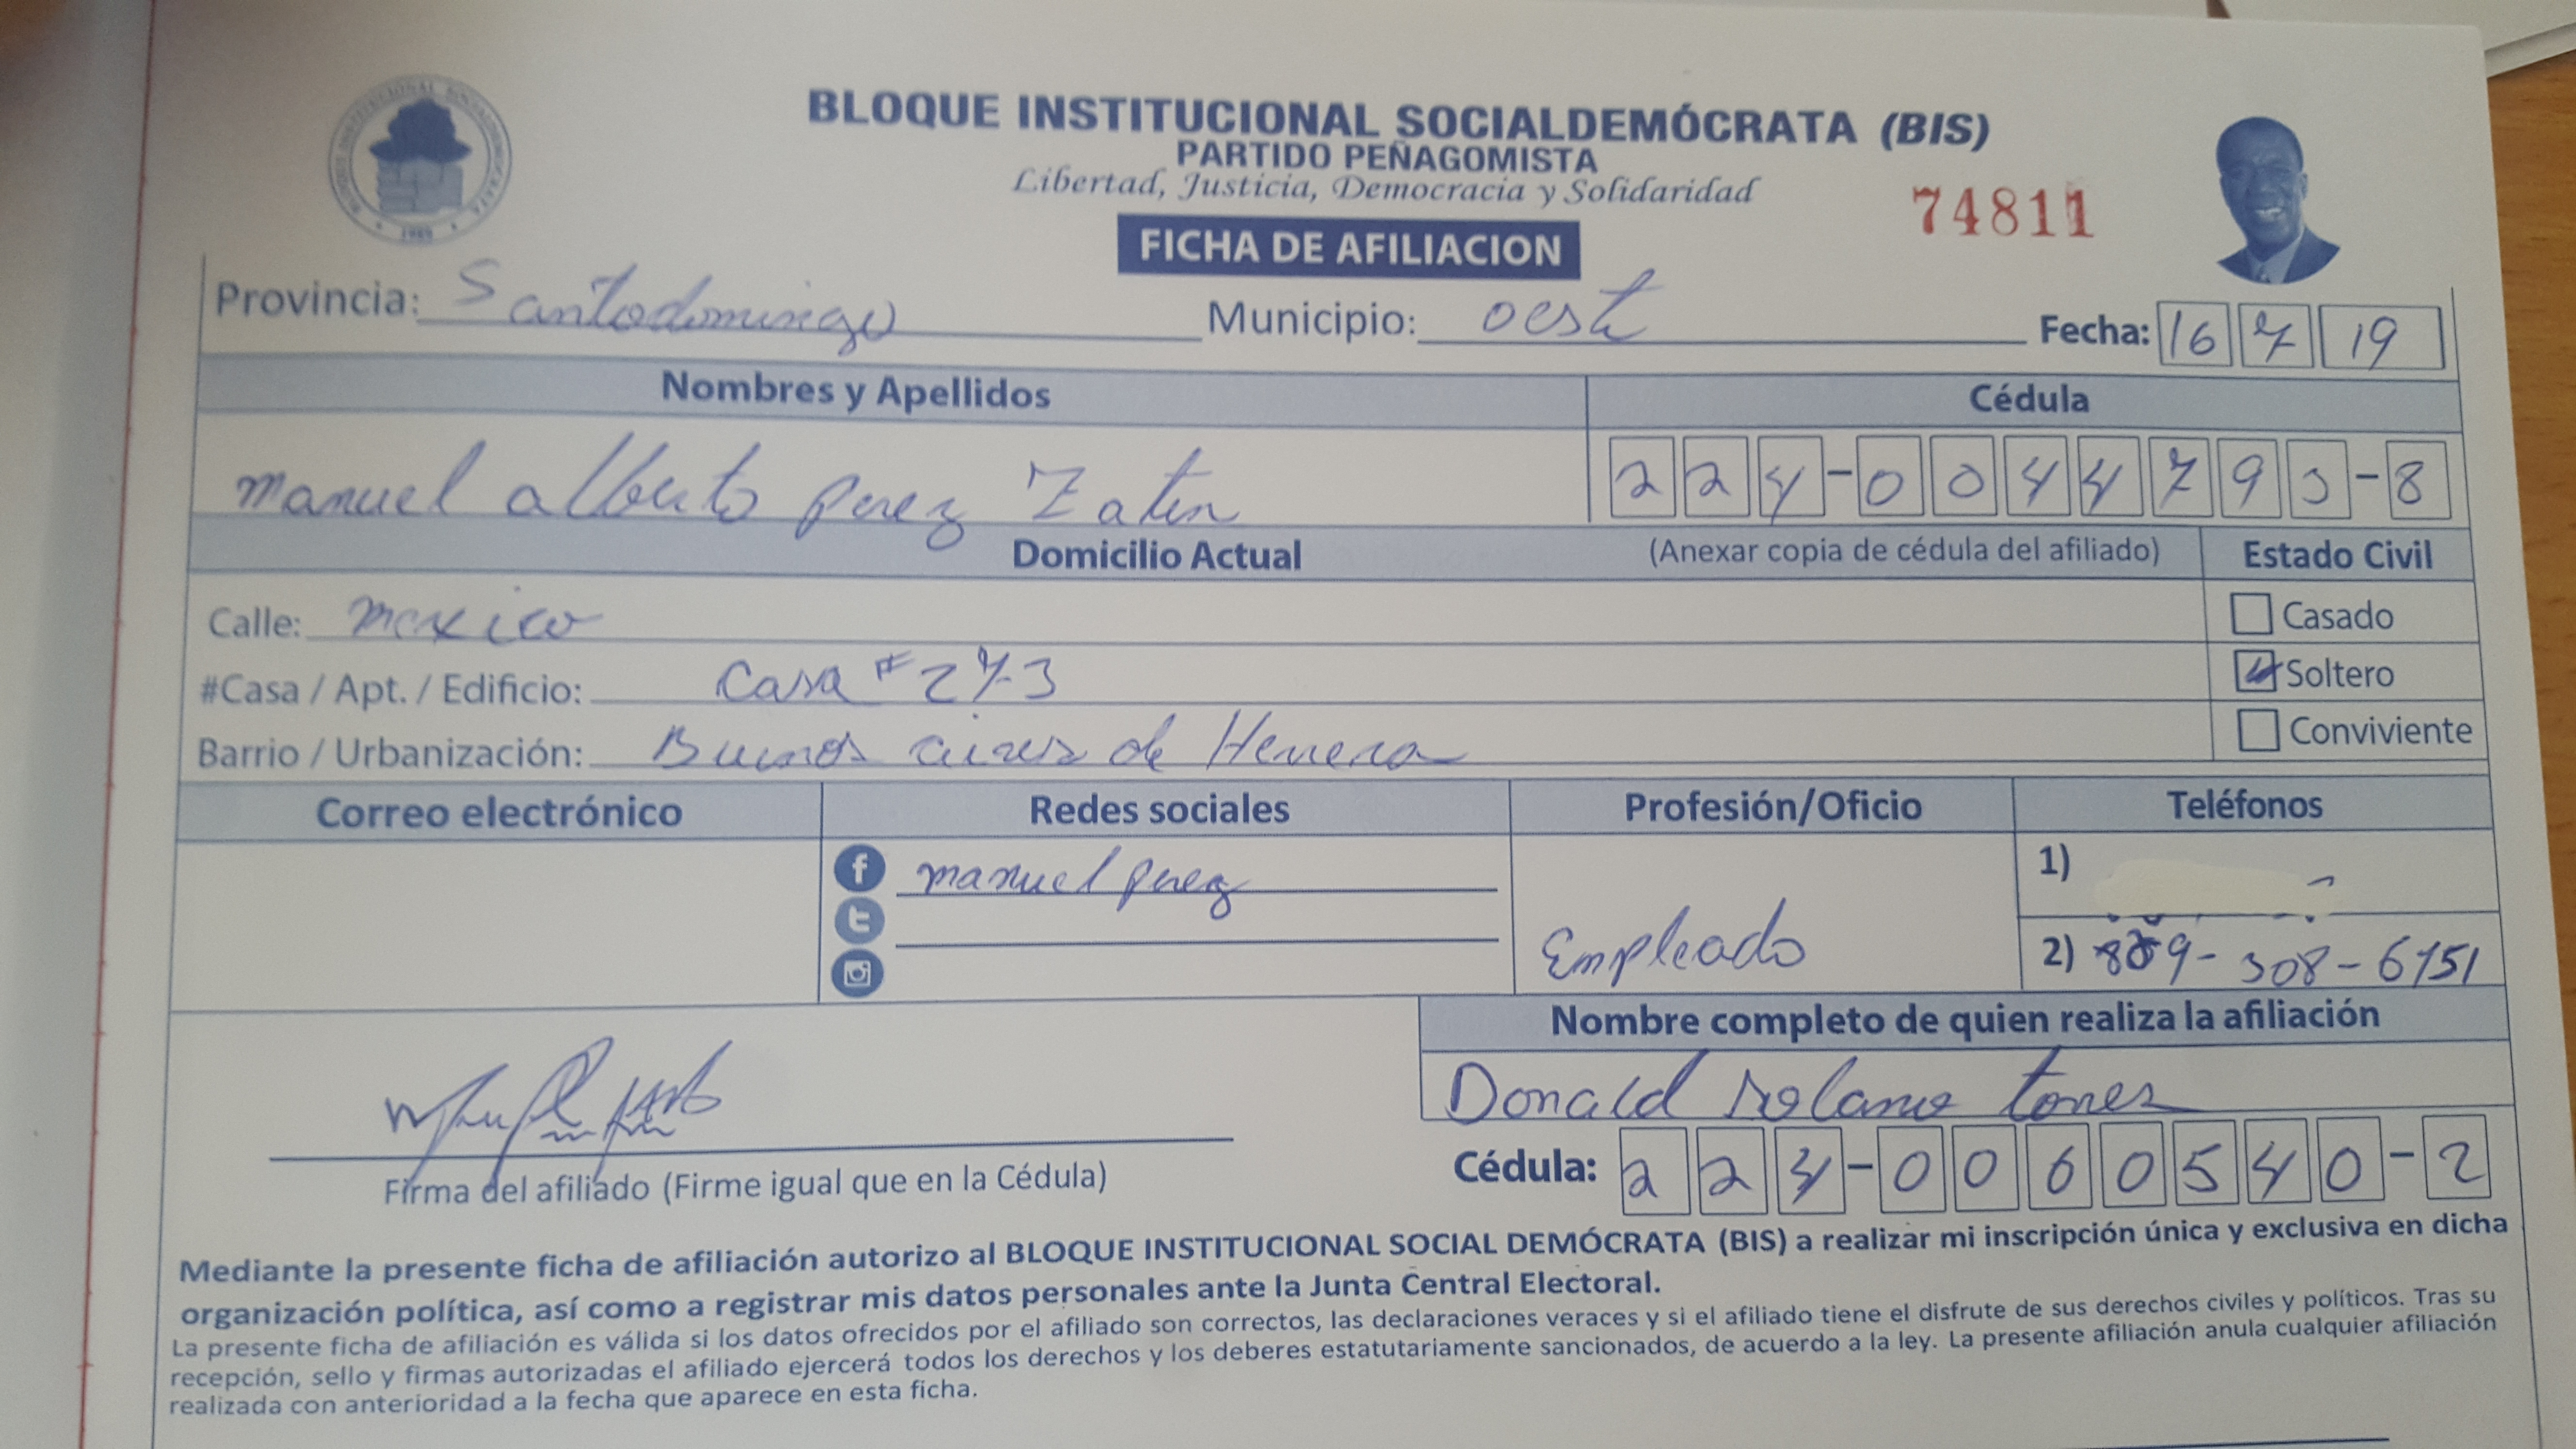 BLOQUE INSTITUCIONAL SOCIALDEMÓCRATA (BIS)
PARTIDO PEÑAGOMISTA
Libertad, Justicia, Democracia y Solidaridad
74811
FICHA DE AFILIACION
Provincia: Santodomingo Municipio: oeste Fecha: 16 7 19
Nombres y Apellidos Cédula
manuel alberto perez 224-0044793-8
Domicilio Actual (Anexar copia de cédula del afiliado) Estado Civil
Calle: mexico Casado
#Casa / Apt. / Edificio: Casa # 273 Soltero
Barrio / Urbanización: Buenos aires de Herrera Conviviente
Correo electrónico Redes sociales Profesión/Oficio Teléfonos
manuel perez 1)
Empleado 2) 809-308-6151
Nombre completo de quien realiza la afiliación
Donald Solano torres
Firma del afiliado (Firme igual que en la Cédula) Cédula: 224-0060540-2
Mediante la presente ficha de afiliación autorizo al BLOQUE INSTITUCIONAL SOCIAL DEMÓCRATA (BIS) a realizar mi inscripción única y exclusiva en dicha
organización política, así como a registrar mis datos personales ante la Junta Central Electoral.
La presente ficha de afiliación es válida si los datos ofrecidos por el afiliado son correctos, las declaraciones veraces y si el afiliado tiene el disfrute de sus derechos civiles y políticos. Tras su
recepción, sello y firmas autorizadas el afiliado ejercerá todos los derechos y los deberes estatutariamente sancionados, de acuerdo a la ley. La presente afiliación anula cualquier afiliación
realizada con anterioridad a la fecha que aparece en esta ficha.